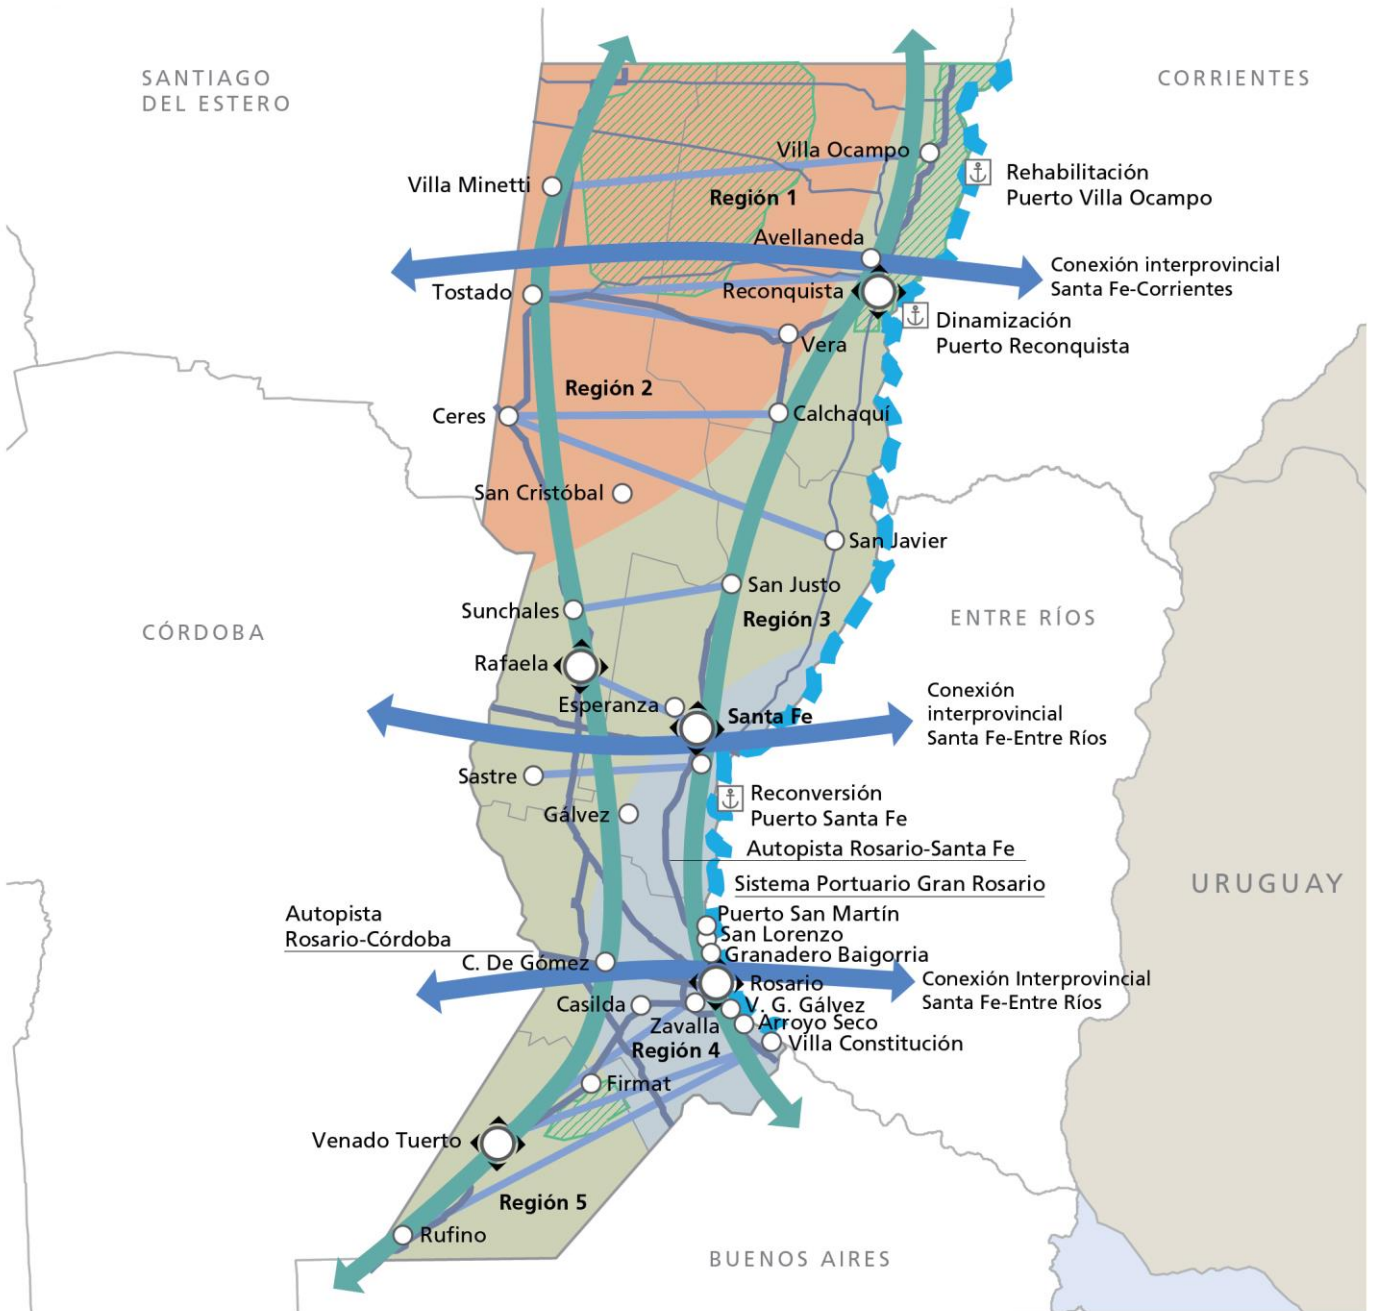 SANTIAGO
DEL ESTERO
CORRIENTES
Villa Ocampo
Rehabilitación
Puerto Villa Ocampo
Villa Minetti
Región 1
Avellaneda
Conexión interprovincial
Santa Fe-Corrientes
Tostado
Reconquista
Dinamización
Puerto Reconquista
Vera
Región 2
Ceres
Calchaquí
San Cristóbal
San Javier
San Justo
Sunchales
Región 3
ENTRE RÍOS
CÓRDOBA
Rafaela
Esperanza
Santa Fe
Conexión
interprovincial
Santa Fe-Entre Ríos
Sastre
Reconversión
Puerto Santa Fe
Gálvez
Autopista Rosario-Santa Fe
Sistema Portuario Gran Rosario
URUGUAY
Autopista
Rosario-Córdoba
Puerto San Martín
San Lorenzo
Granadero Baigorria
C. De Gómez
Rosario
Conexión Interprovincial
Santa Fe-Entre Ríos
Casilda
V. G. Gálvez
Zavalla
Arroyo Seco
Villa Constitución
Región 4
Firmat
Venado Tuerto
Región 5
Rufino
BUENOS AIRES